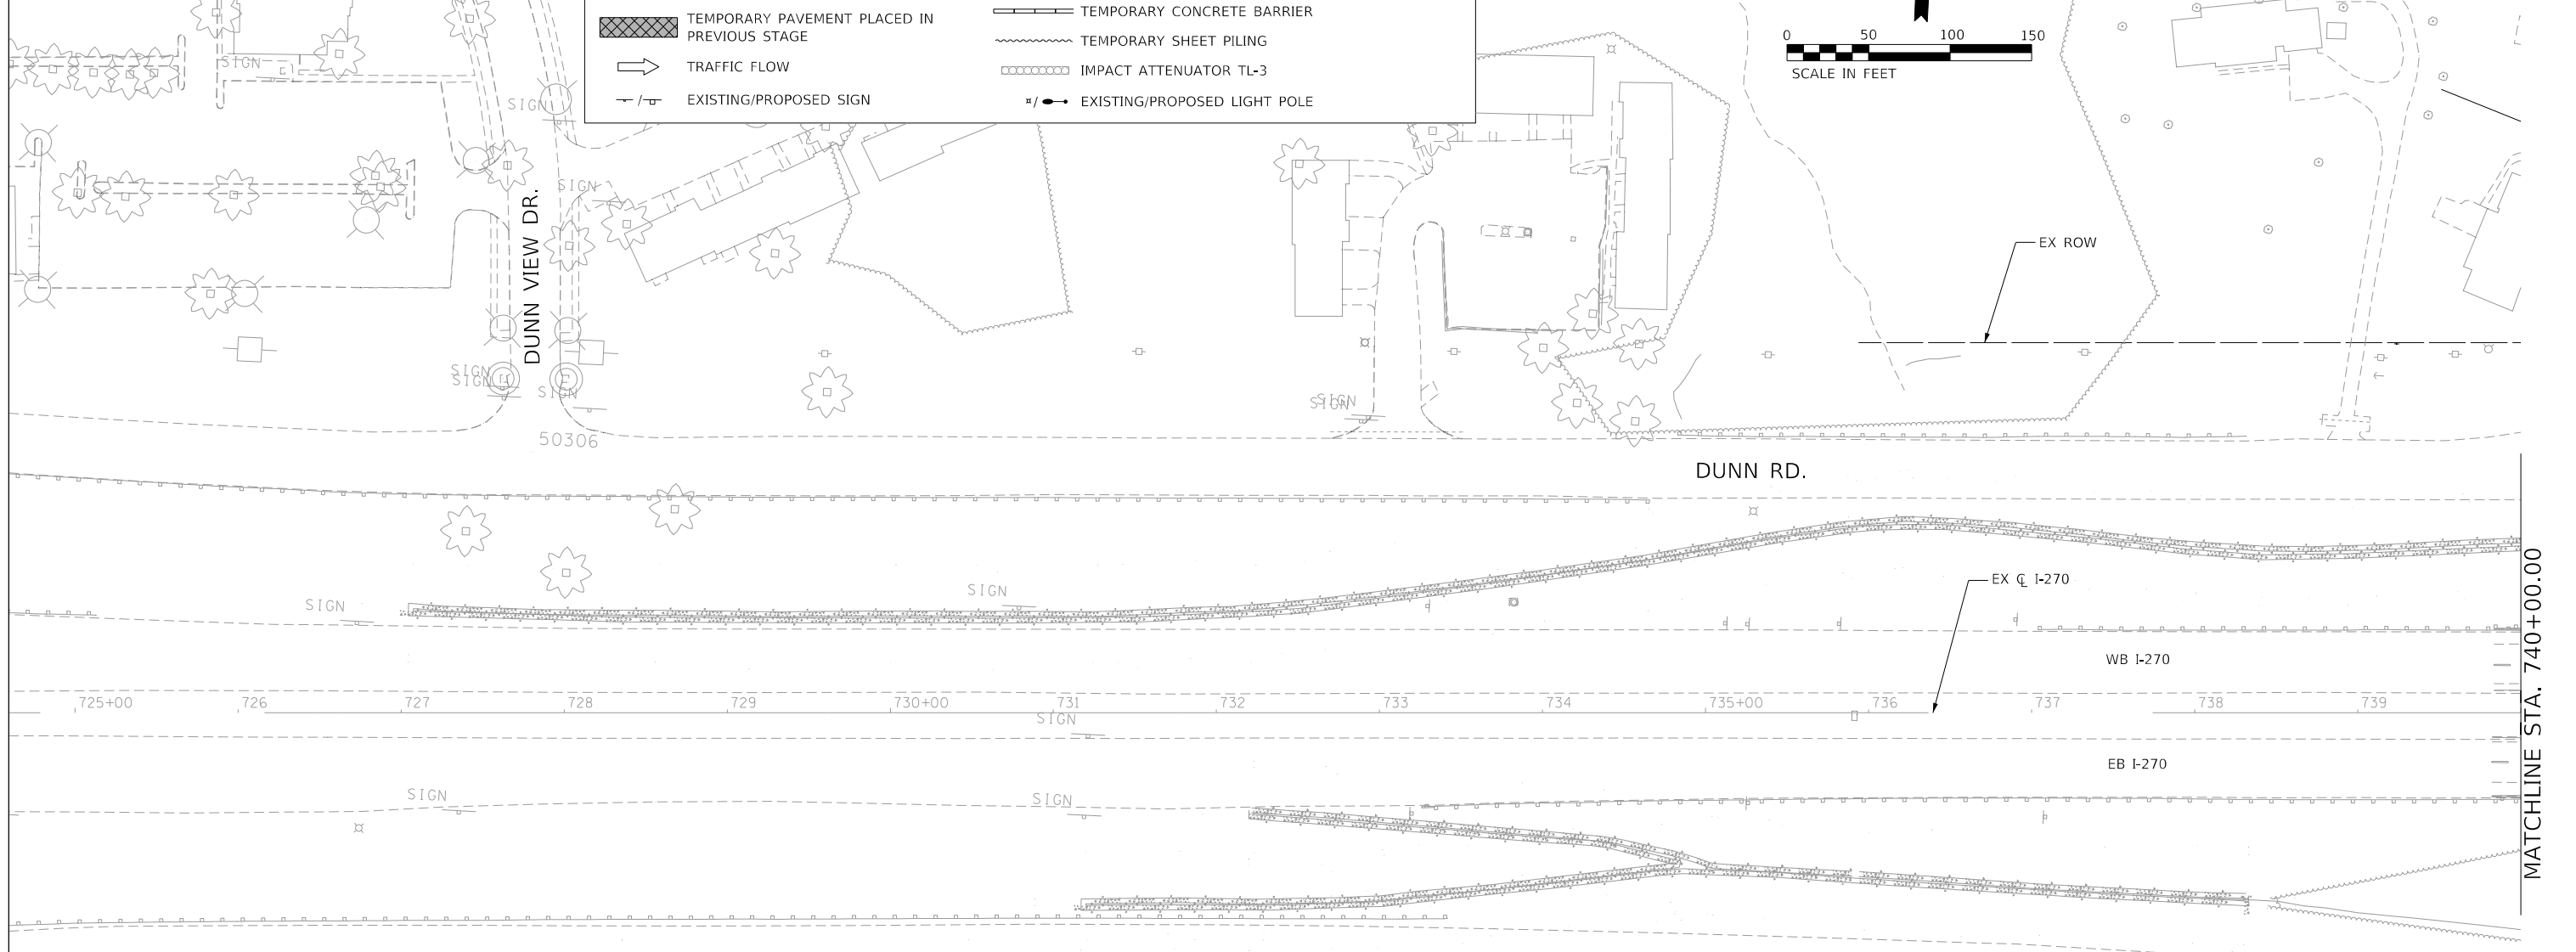 TEMPORARY PAVEMENT PLACED IN
PREVIOUS STAGE
TRAFFIC FLOW
EXISTING/PROPOSED SIGN
TEMPORARY CONCRETE BARRIER
TEMPORARY SHEET PILING
IMPACT ATTENUATOR TL-3
EXISTING/PROPOSED LIGHT POLE
0 50 100 150
SCALE IN FEET
SIGN
SIGN
SIGN
DUNN VIEW DR.
EX ROW
SIGN
SIGN
SIGN
SIGN
SIGN
50306
DUNN RD.
SIGN
SIGN
EX ℄ I-270
WB I-270
725+00 726 727 728 729 730+00 731 732 733 734 735+00 736 737 738 739
SIGN
EB I-270
SIGN
SIGN
MATCHLINE STA. 740+00.00